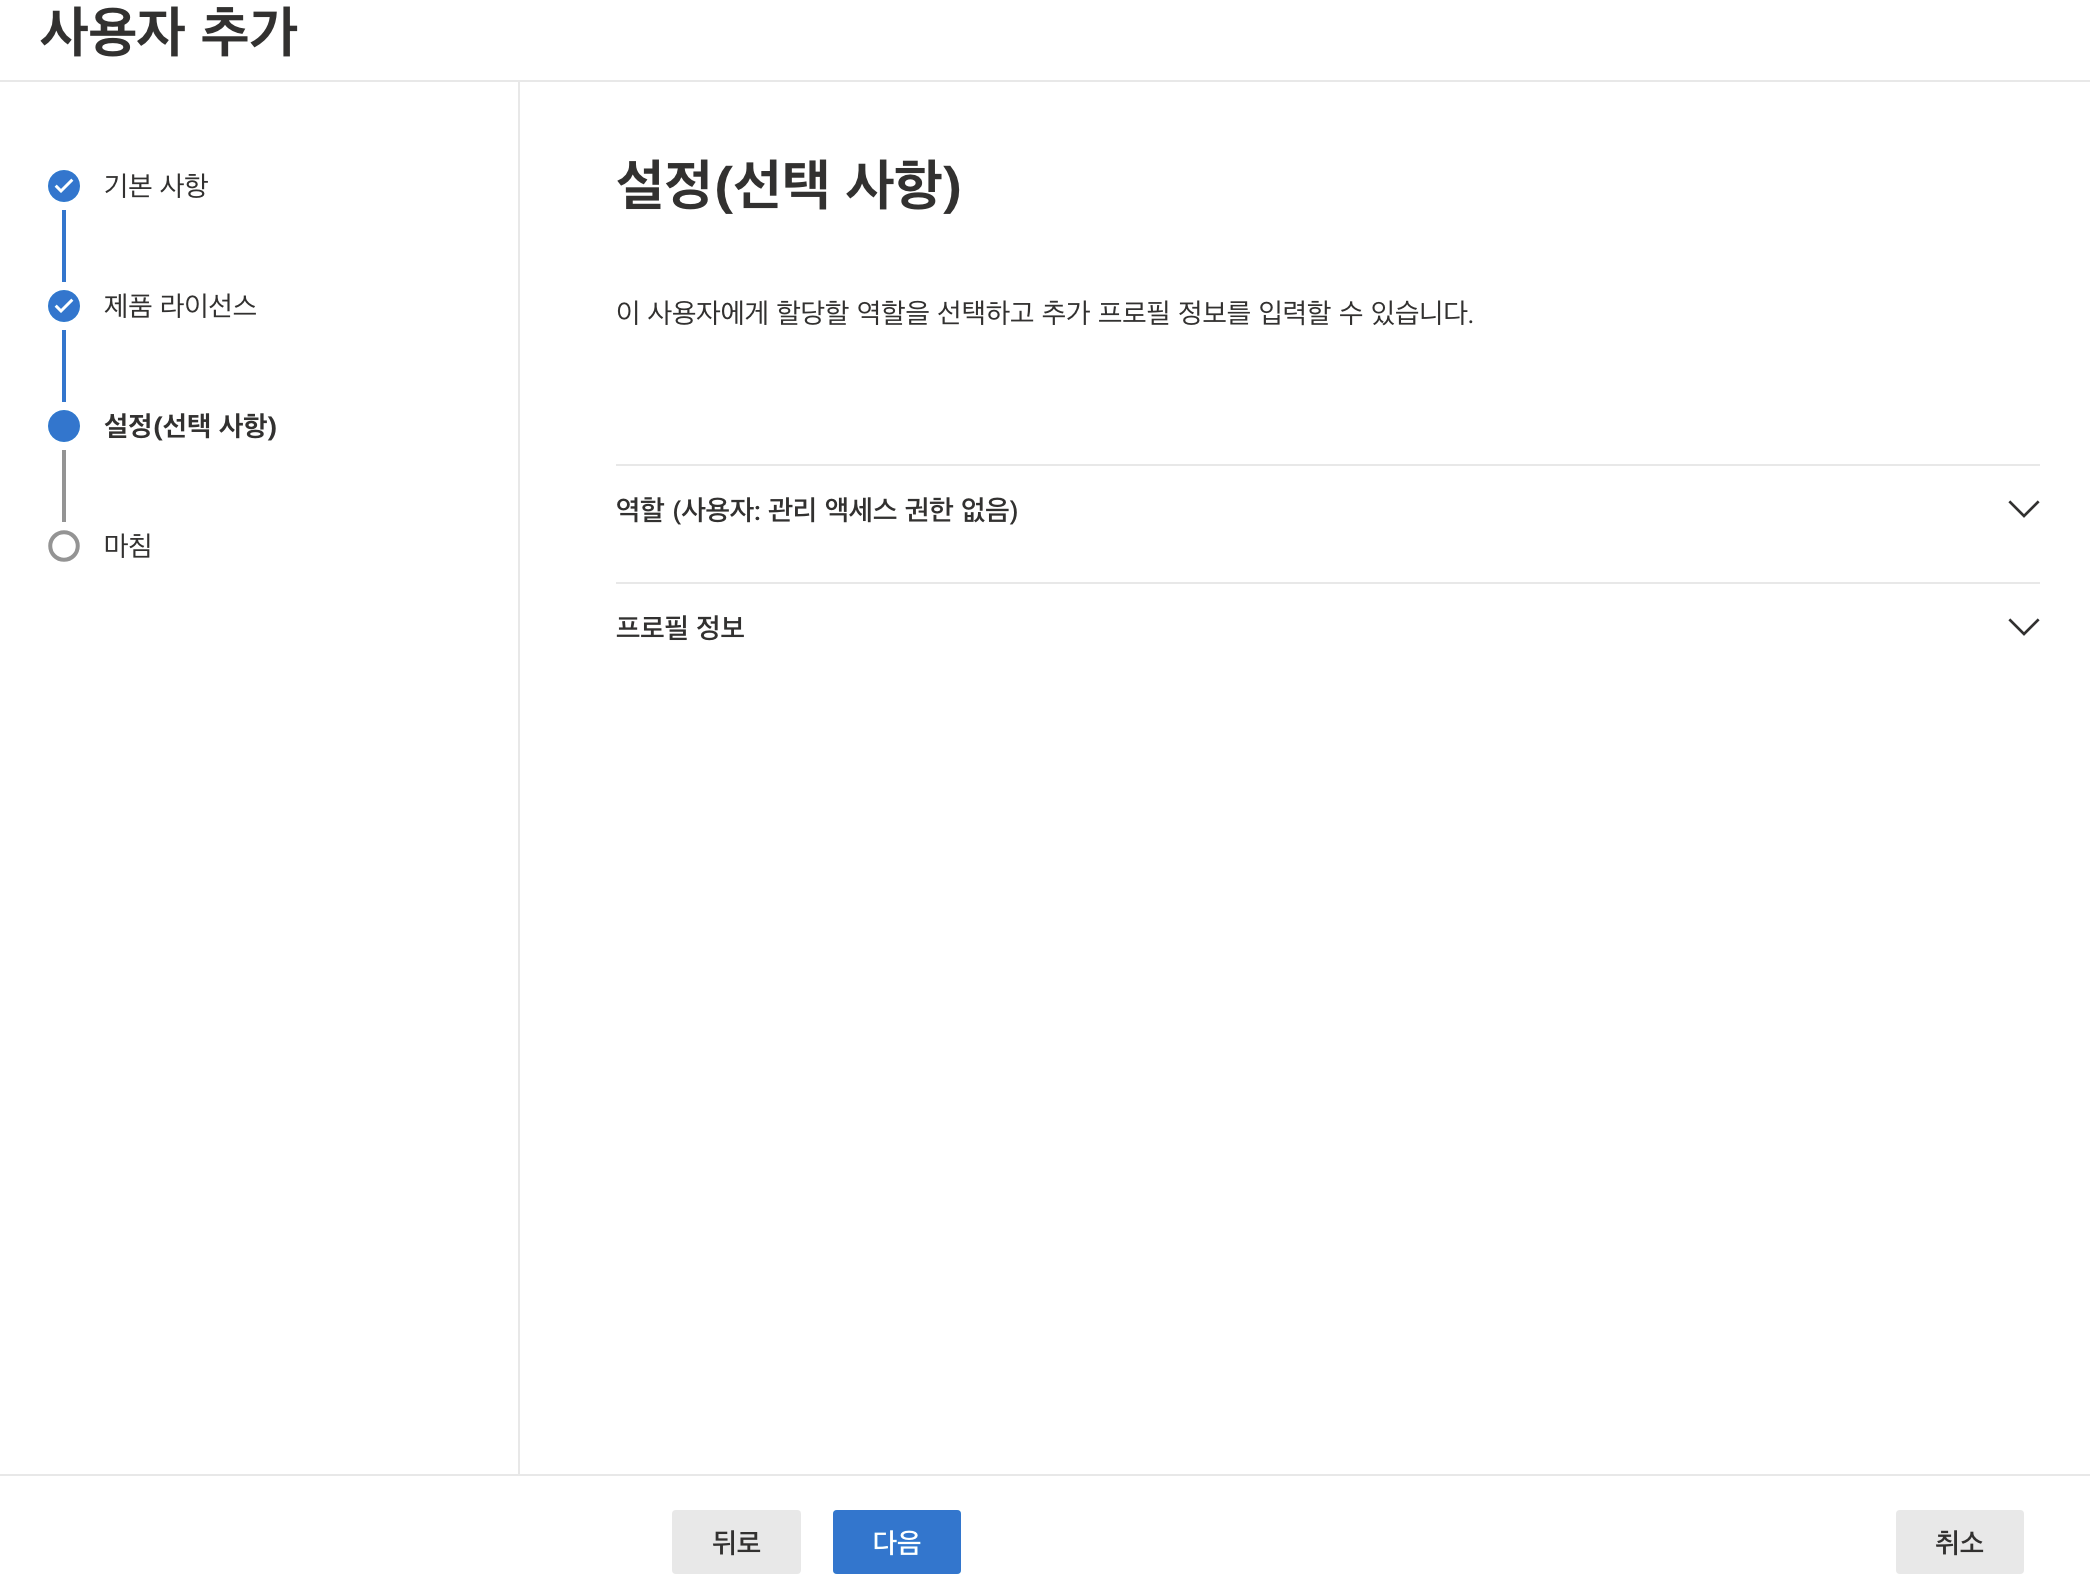 사용자 추가
기본 사항
제품 라이선스
설정(선택 사항)
마침
설정(선택 사항)
이 사용자에게 할당할 역할을 선택하고 추가 프로필 정보를 입력할 수 있습니다.
역할 (사용자: 관리 액세스 권한 없음)
프로필 정보
뒤로
다음
취소